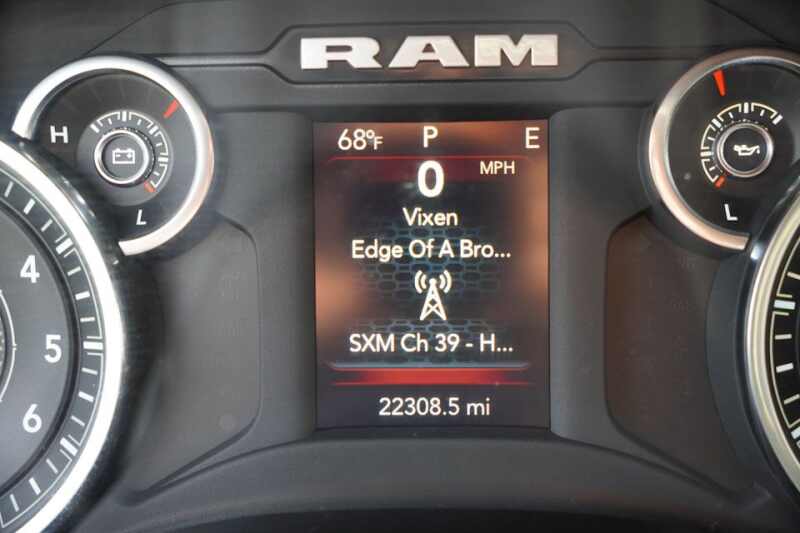 RAM
H
L
68°F P E
0 MPH
Vixen
Edge Of A Bro...
SXM Ch 39 - H...
22308.5 mi
L
4
5
6